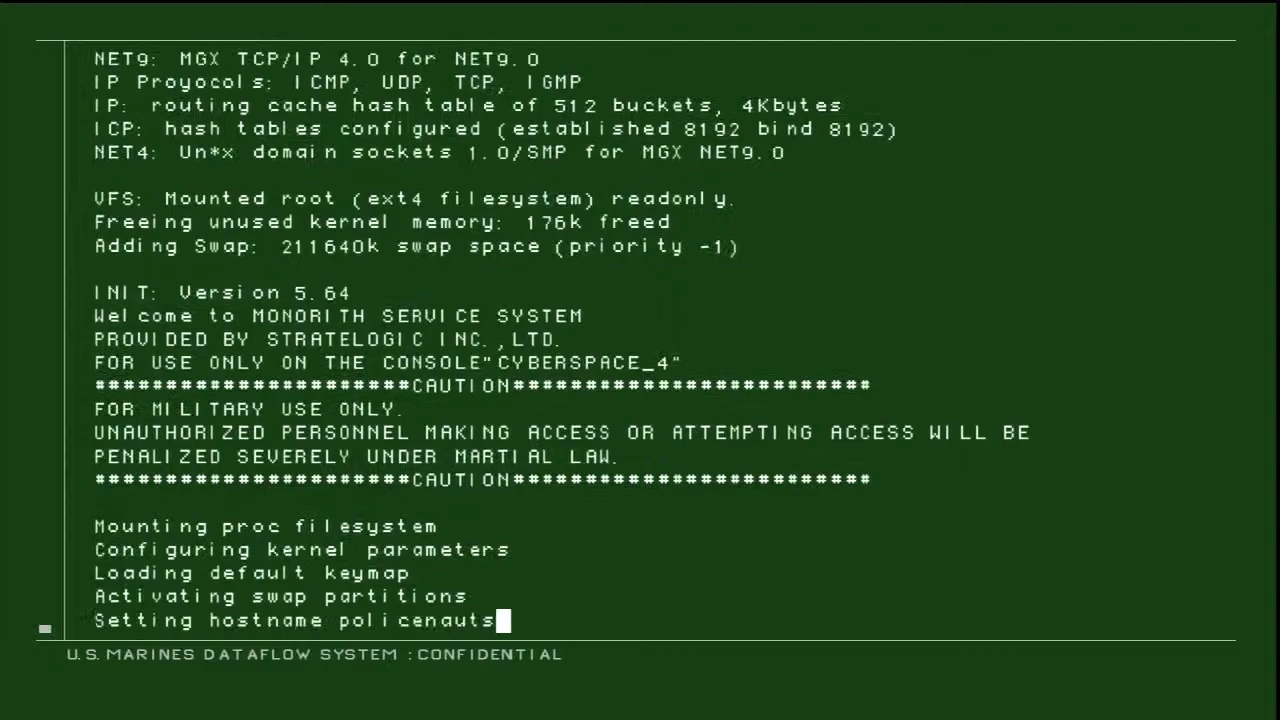 NET9: MGX TCP/IP 4.0 for NET9.0
IP Proyocols: ICMP, UDP, TCP, IGMP
IP: routing cache hash table of 512 buckets, 4Kbytes
ICP: hash tables configured (established 8192 bind 8192)
NET4: Un*x domain sockets 1.0/SMP for MGX NET9.0
VFS: Mounted root (ext4 filesystem) readonly.
Freeing unused kernel memory: 176k freed
Adding Swap: 211640k swap space (priority -1)
INIT: Version 5.64
Welcome to MONORITH SERVICE SYSTEM
PROVIDED BY STRATELOGIC INC.,LTD.
FOR USE ONLY ON THE CONSOLE"CYBERSPACE_4"
######################CAUTION#########################
FOR MILITARY USE ONLY.
UNAUTHORIZED PERSONNEL MAKING ACCESS OR ATTEMPTING ACCESS WILL BE
PENALIZED SEVERELY UNDER MARTIAL LAW.
######################CAUTION#########################
Mounting proc filesystem
Configuring kernel parameters
Loading default keymap
Activating swap partitions
Setting hostname policenauts
U.S.MARINES DATAFLOW SYSTEM :CONFIDENTIAL